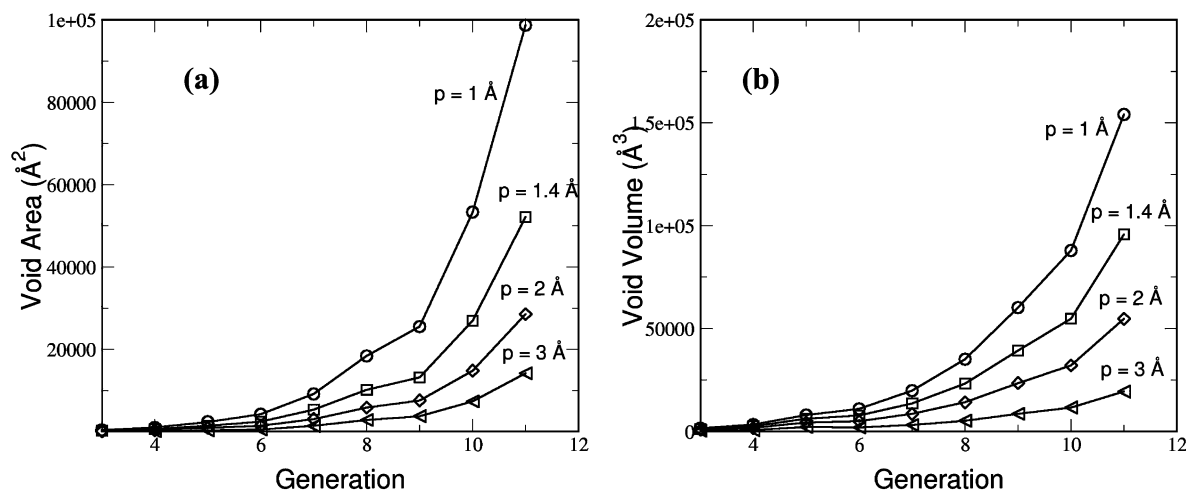 1e+05
(a)
p = 1 Å
80000
Void Area (Å²)
60000
p = 1.4 Å
40000
p = 2 Å
20000
p = 3 Å
0
4
6
8
10
12
Generation
2e+05
(b)
p = 1 Å
1.5e+05
Void Volume (Å³)
p = 1.4 Å
1e+05
p = 2 Å
50000
p = 3 Å
0
4
6
8
10
12
Generation